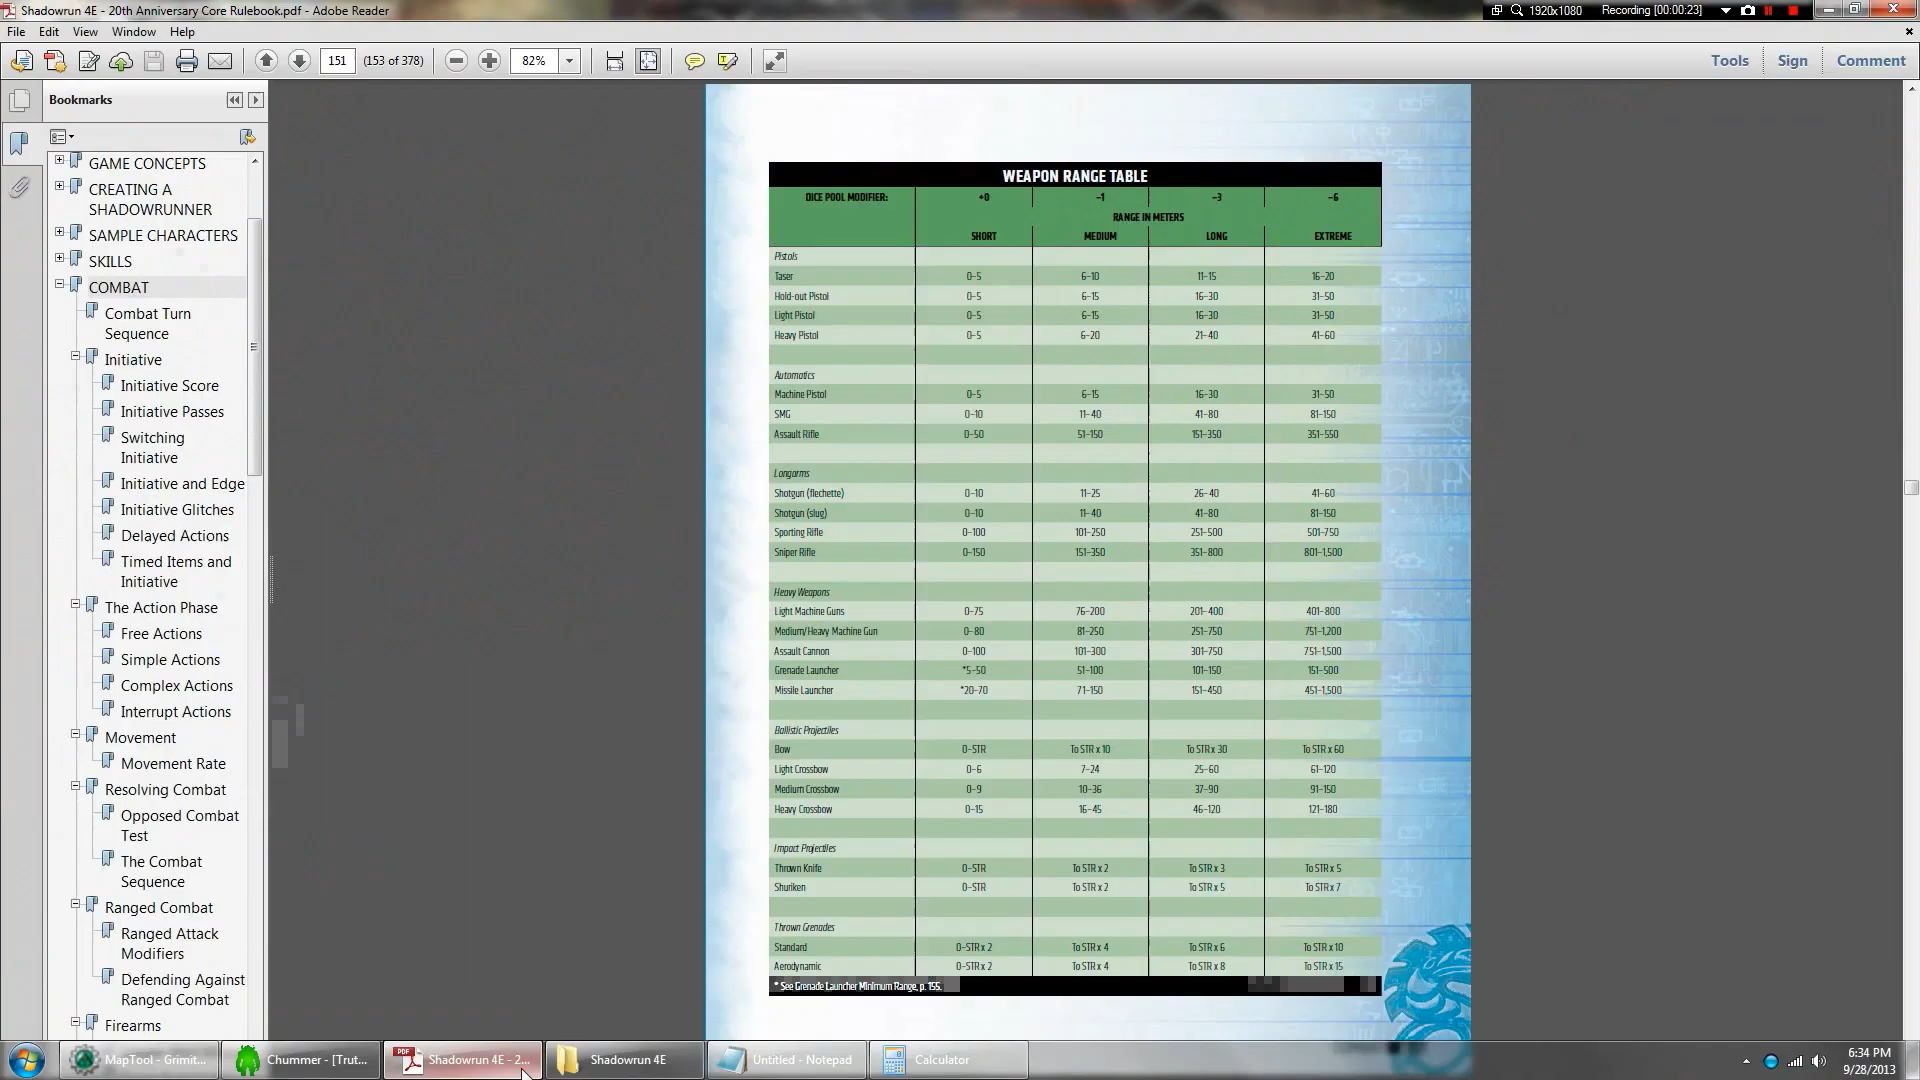 Shadowrun 4E - 20th Anniversary Core Rulebook.pdf - Adobe Reader
1920x1080 Recording [00:00:23]
File Edit View Window Help
151 (153 of 378) 82% Tools Sign Comment
Bookmarks
GAME CONCEPTS
CREATING A
SHADOWRUNNER
SAMPLE CHARACTERS
SKILLS
COMBAT
Combat Turn
Sequence
Initiative
Initiative Score
Initiative Passes
Switching
Initiative
Initiative and Edge
Initiative Glitches
Delayed Actions
Timed Items and
Initiative
The Action Phase
Free Actions
Simple Actions
Complex Actions
Interrupt Actions
Movement
Movement Rate
Resolving Combat
Opposed Combat
Test
The Combat
Sequence
Ranged Combat
Ranged Attack
Modifiers
Defending Against
Ranged Combat
Firearms
WEAPON RANGE TABLE
DICE POOL MODIFIER: +0 –1 –3 –6
RANGE IN METERS
SHORT MEDIUM LONG EXTREME
Pistols
Taser 0–5 6–10 11–15 16–20
Hold-out Pistol 0–5 6–15 16–30 31–50
Light Pistol 0–5 6–15 16–30 31–50
Heavy Pistol 0–5 6–20 21–40 41–60
Automatics
Machine Pistol 0–5 6–15 16–30 31–50
SMG 0–10 11–40 41–80 81–150
Assault Rifle 0–50 51–150 151–350 351–550
Longarms
Shotgun (flechette) 0–10 11–25 26–40 41–60
Shotgun (slug) 0–10 11–40 41–80 81–150
Sporting Rifle 0–100 101–250 251–500 501–750
Sniper Rifle 0–150 151–350 351–800 801–1,500
Heavy Weapons
Light Machine Guns 0–75 76–200 201–400 401–800
Medium/Heavy Machine Gun 0–80 81–250 251–750 751–1,200
Assault Cannon 0–100 101–300 301–750 751–1,500
Grenade Launcher *5–50 51–100 101–150 151–500
Missile Launcher *20–70 71–150 151–450 451–1,500
Ballistic Projectiles
Bow 0–STR To STR x 10 To STR x 30 To STR x 60
Light Crossbow 0–6 7–24 25–60 61–120
Medium Crossbow 0–9 10–36 37–90 91–150
Heavy Crossbow 0–15 16–45 46–120 121–180
Impact Projectiles
Thrown Knife 0–STR To STR x 2 To STR x 3 To STR x 5
Shuriken 0–STR To STR x 2 To STR x 5 To STR x 7
Thrown Grenades
Standard 0–STR x 2 To STR x 4 To STR x 6 To STR x 10
Aerodynamic 0–STR x 2 To STR x 4 To STR x 8 To STR x 15
* See Grenade Launcher Minimum Range, p. 155.
MapTool - Grimit... Chummer - [Trut... Shadowrun 4E - 2... Shadowrun 4E Untitled - Notepad Calculator
6:34 PM
9/28/2013